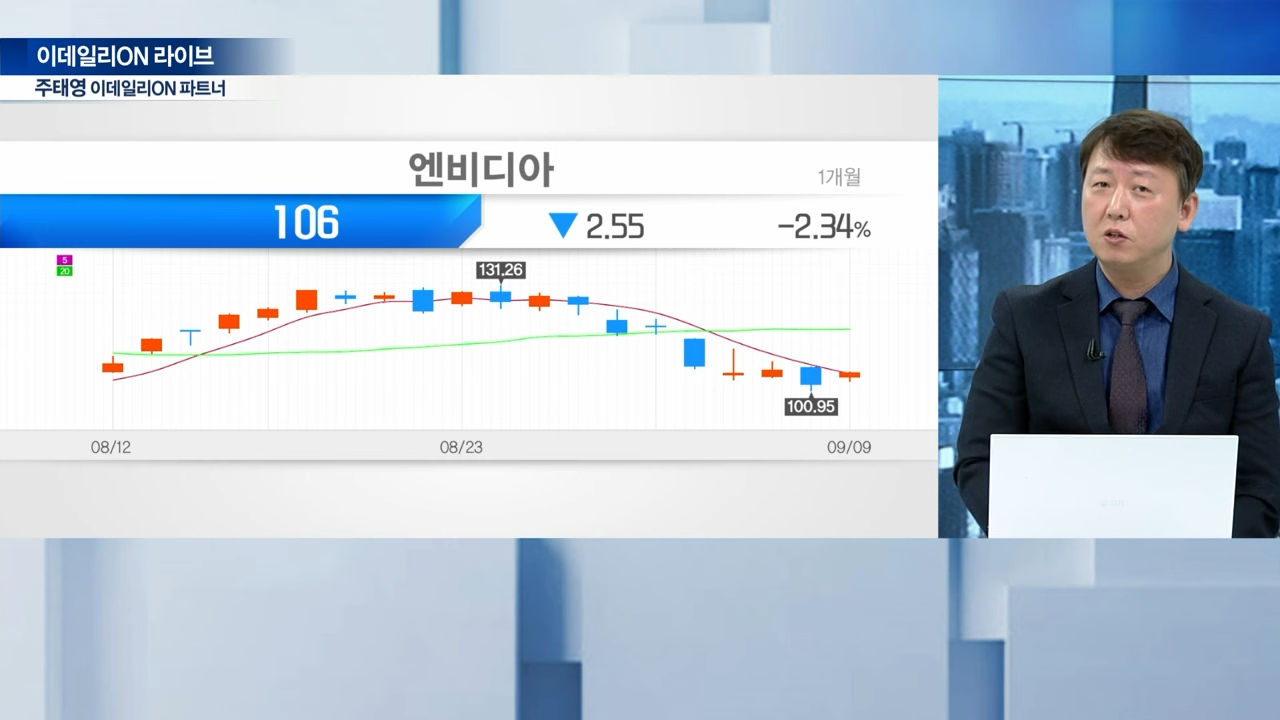 이데일리ON 라이브
주태영 이데일리ON 파트너
엔비디아
1개월
106
▼ 2.55
-2.34%
5
20
131.26
100.95
08/12
08/23
09/09